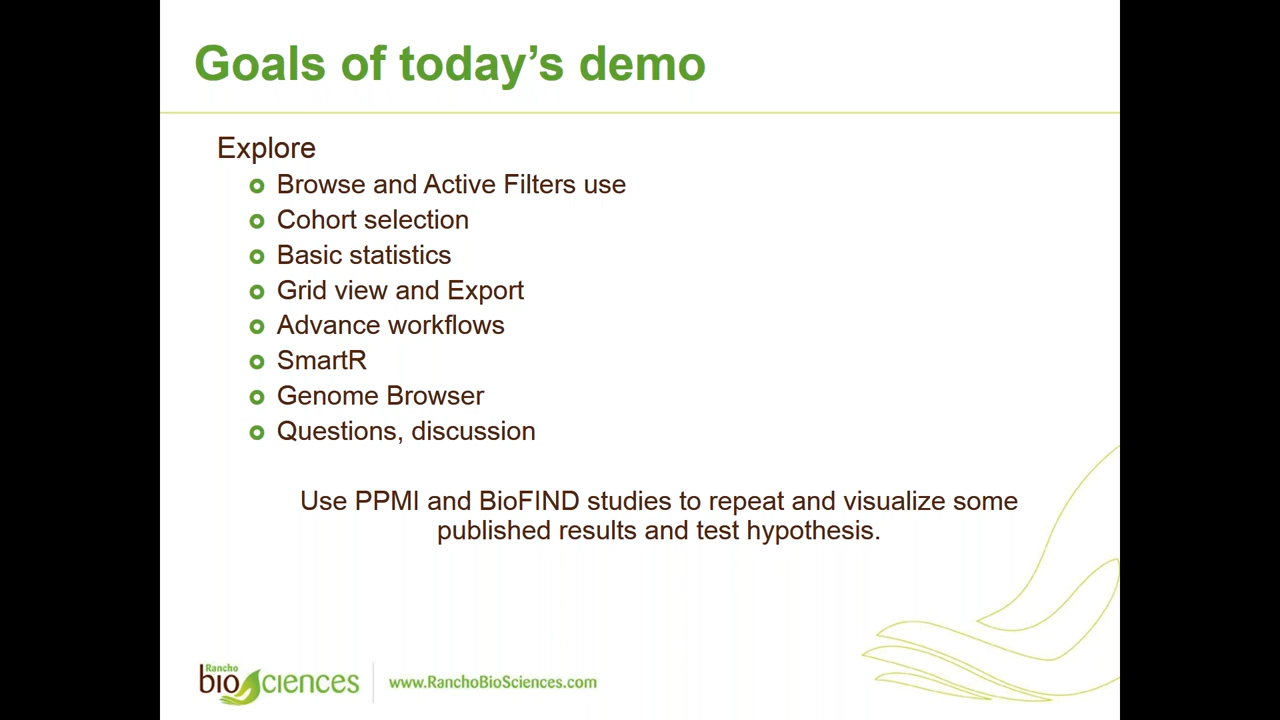 Goals of today’s demo
Explore
Browse and Active Filters use
Cohort selection
Basic statistics
Grid view and Export
Advance workflows
SmartR
Genome Browser
Questions, discussion
Use PPMI and BioFIND studies to repeat and visualize some
published results and test hypothesis.
Rancho
bioSciences
www.RanchoBioSciences.com